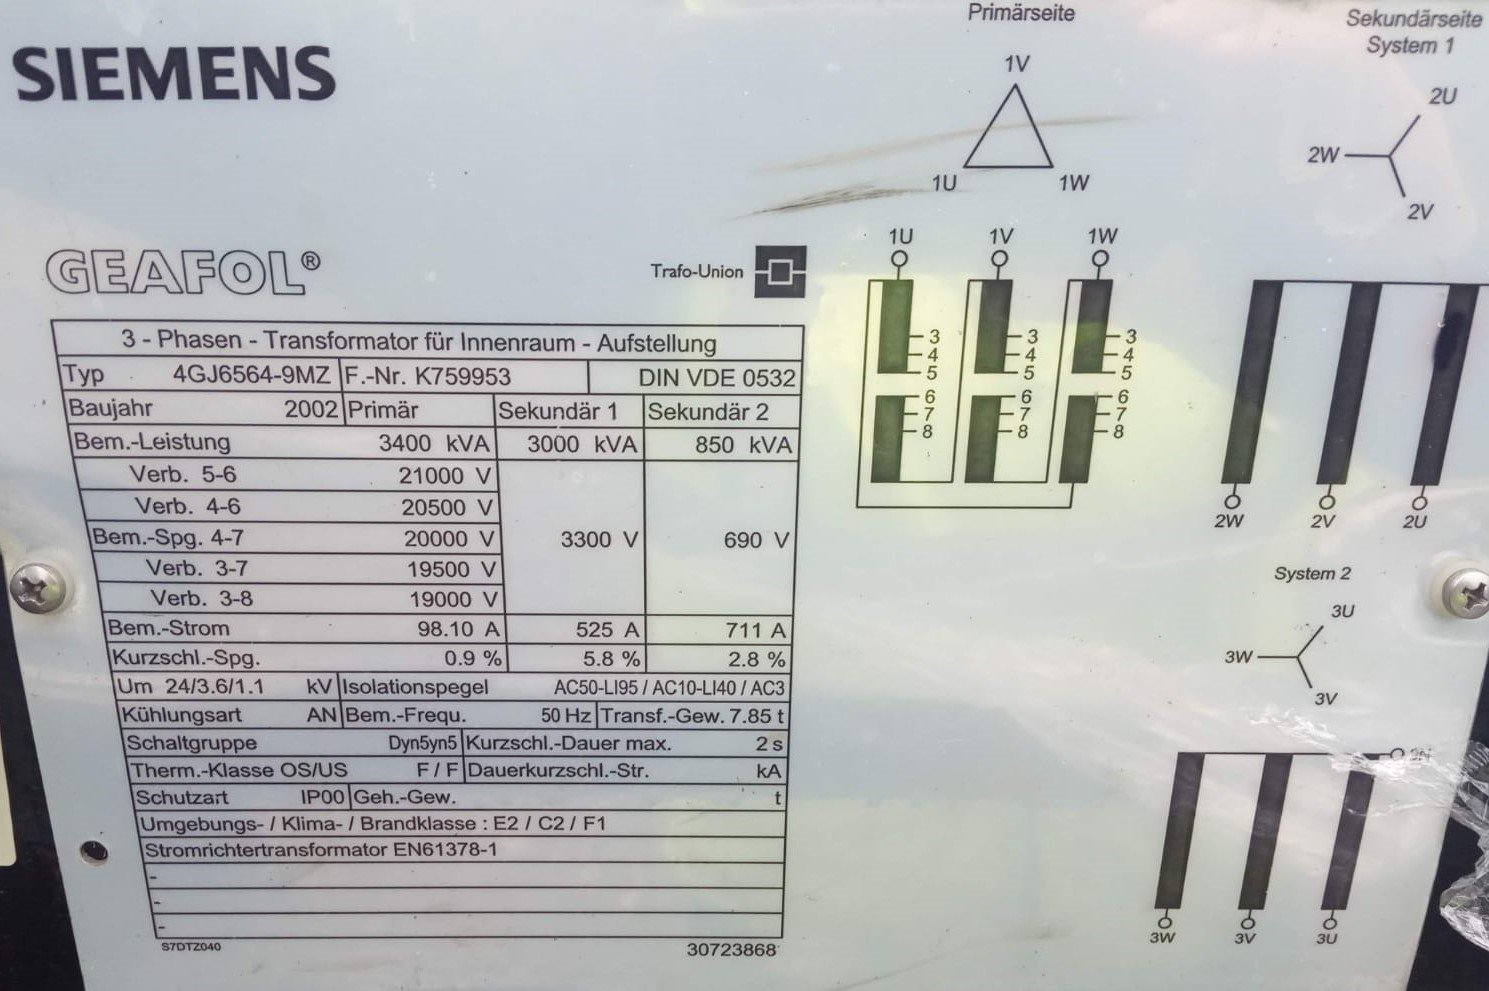 SIEMENS
GEAFOL®
Trafo-Union
3 - Phasen - Transformator für Innenraum - Aufstellung
Typ 4GJ6564-9MZ F.-Nr. K759953 DIN VDE 0532
Baujahr 2002 Primär Sekundär 1 Sekundär 2
Bem.-Leistung 3400 kVA 3000 kVA 850 kVA
Verb. 5-6 21000 V
Verb. 4-6 20500 V
Bem.-Spg. 4-7 20000 V 3300 V 690 V
Verb. 3-7 19500 V
Verb. 3-8 19000 V
Bem.-Strom 98.10 A 525 A 711 A
Kurzschl.-Spg. 0.9 % 5.8 % 2.8 %
Um 24/3.6/1.1 kV Isolationspegel AC50-LI95 / AC10-LI40 / AC3
Kühlungsart AN Bem.-Frequ. 50 Hz Transf.-Gew. 7.85 t
Schaltgruppe Dyn5yn5 Kurzschl.-Dauer max. 2 s
Therm.-Klasse OS/US F / F Dauerkurzschl.-Str. kA
Schutzart IP00 Geh.-Gew. t
Umgebungs- / Klima- / Brandklasse : E2 / C2 / F1
Stromrichtertransformator EN61378-1
-
-
-
S7DTZ040 30723868
Primärseite
1V
1U 1W
1U 1V 1W
3 3 3
4 4 4
5 5 5
6 6 6
7 7 7
8 8 8
Sekundärseite
System 1
2U
2W
2V
2W 2V 2U
System 2
3U
3W
3V
3W 3V 3U